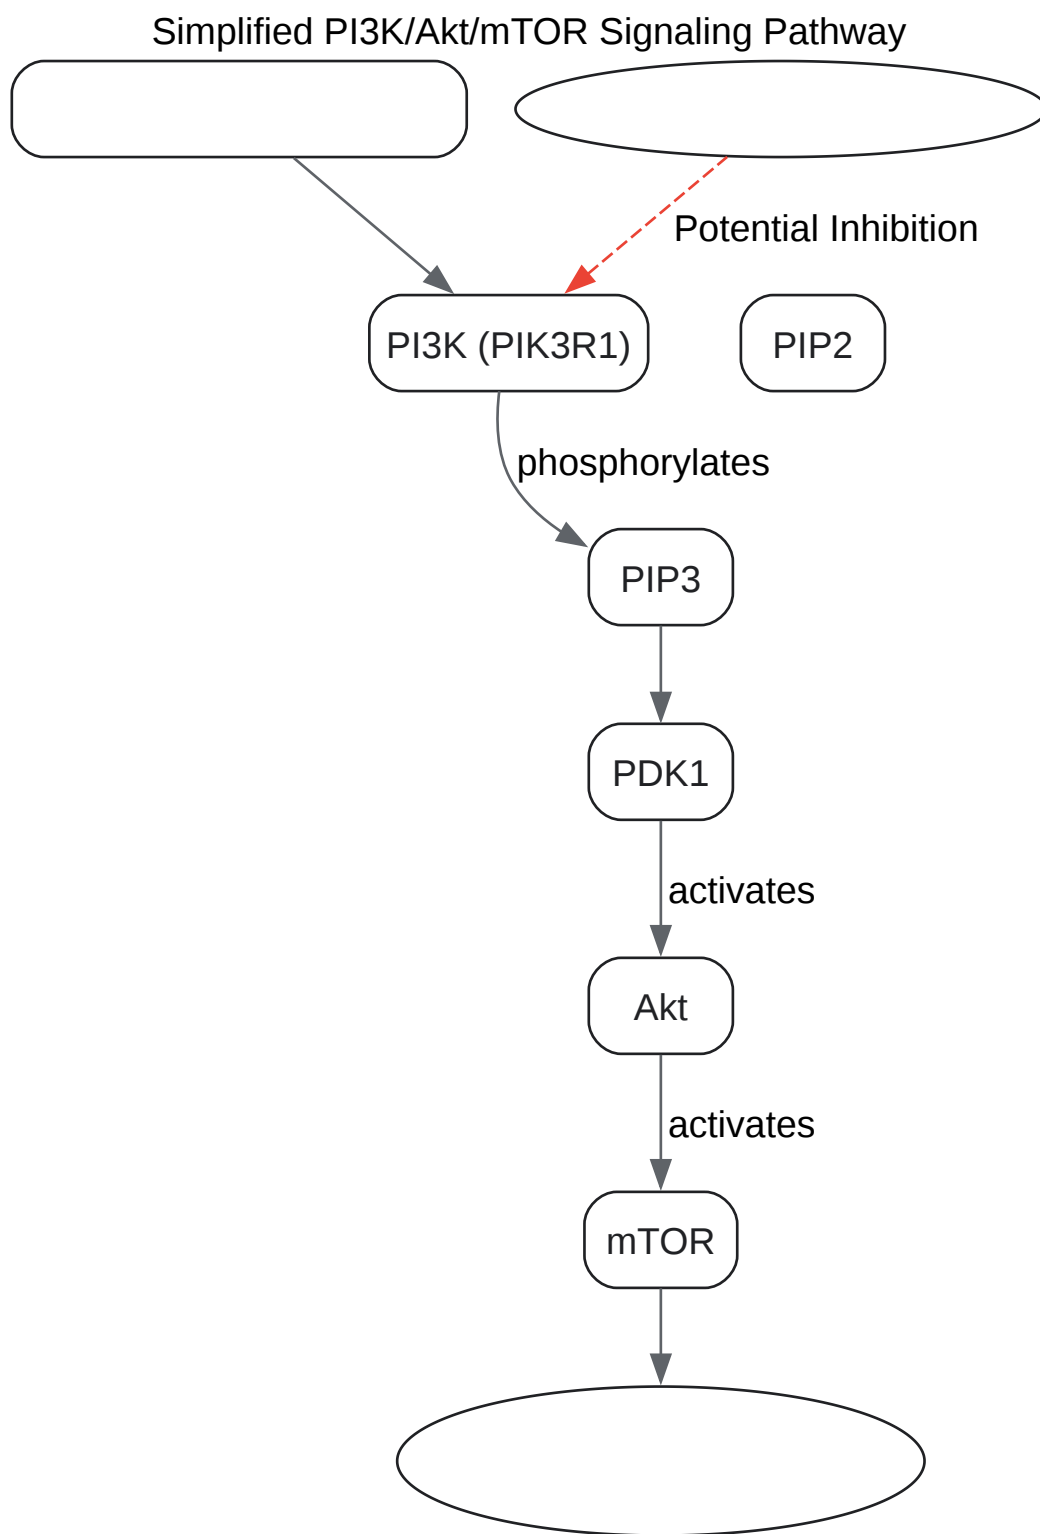 Simplified PI3K/Akt/mTOR Signaling Pathway
Potential Inhibition
PI3K (PIK3R1)
PIP2
phosphorylates
PIP3
PDK1
activates
Akt
activates
mTOR